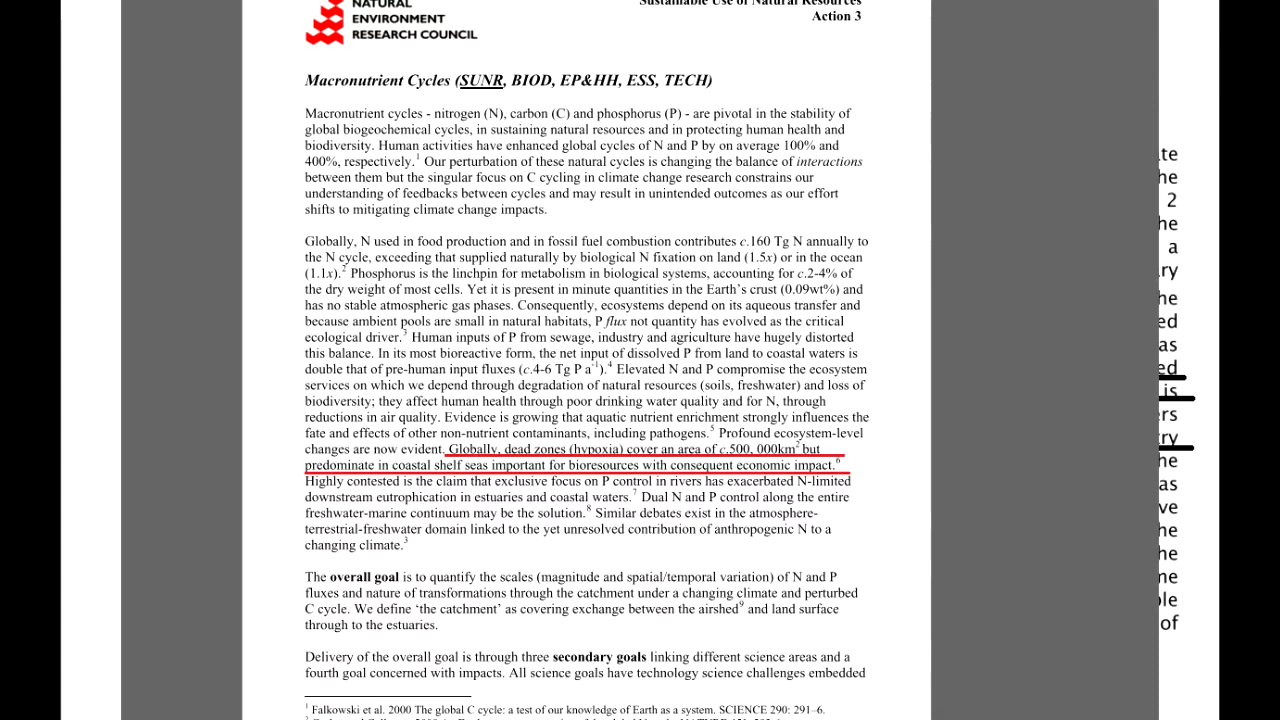 NATURAL
ENVIRONMENT
RESEARCH COUNCIL
Sustainable Use of Natural Resources
Action 3
Macronutrient Cycles (SUNR, BIOD, EP&HH, ESS, TECH)
Macronutrient cycles - nitrogen (N), carbon (C) and phosphorus (P) - are pivotal in the stability of
global biogeochemical cycles, in sustaining natural resources and in protecting human health and
biodiversity. Human activities have enhanced global cycles of N and P by on average 100% and
400%, respectively.1 Our perturbation of these natural cycles is changing the balance of interactions
between them but the singular focus on C cycling in climate change research constrains our
understanding of feedbacks between cycles and may result in unintended outcomes as our effort
shifts to mitigating climate change impacts.
Globally, N used in food production and in fossil fuel combustion contributes c.160 Tg N annually to
the N cycle, exceeding that supplied naturally by biological N fixation on land (1.5x) or in the ocean
(1.1x).2 Phosphorus is the linchpin for metabolism in biological systems, accounting for c.2-4% of
the dry weight of most cells. Yet it is present in minute quantities in the Earth's crust (0.09wt%) and
has no stable atmospheric gas phases. Consequently, ecosystems depend on its aqueous transfer and
because ambient pools are small in natural habitats, P flux not quantity has evolved as the critical
ecological driver.3 Human inputs of P from sewage, industry and agriculture have hugely distorted
this balance. In its most bioreactive form, the net input of dissolved P from land to coastal waters is
double that of pre-human input fluxes (c.4-6 Tg P a-1).4 Elevated N and P compromise the ecosystem
services on which we depend through degradation of natural resources (soils, freshwater) and loss of
biodiversity; they affect human health through poor drinking water quality and for N, through
reductions in air quality. Evidence is growing that aquatic nutrient enrichment strongly influences the
fate and effects of other non-nutrient contaminants, including pathogens.5 Profound ecosystem-level
changes are now evident. Globally, dead zones (hypoxia) cover an area of c.500, 000km2 but
predominate in coastal shelf seas important for bioresources with consequent economic impact.6
Highly contested is the claim that exclusive focus on P control in rivers has exacerbated N-limited
downstream eutrophication in estuaries and coastal waters.7 Dual N and P control along the entire
freshwater-marine continuum may be the solution.8 Similar debates exist in the atmosphere-
terrestrial-freshwater domain linked to the yet unresolved contribution of anthropogenic N to a
changing climate.3
The overall goal is to quantify the scales (magnitude and spatial/temporal variation) of N and P
fluxes and nature of transformations through the catchment under a changing climate and perturbed
C cycle. We define 'the catchment' as covering exchange between the airshed9 and land surface
through to the estuaries.
Delivery of the overall goal is through three secondary goals linking different science areas and a
fourth goal concerned with impacts. All science goals have technology science challenges embedded
1 Falkowski et al. 2000 The global C cycle: a test of our knowledge of Earth as a system. SCIENCE 290: 291–6.
te
he
2
he
a
ry
he
ed
as
ed
is
ers
ry
he
as
ve
he
he
me
ple
of